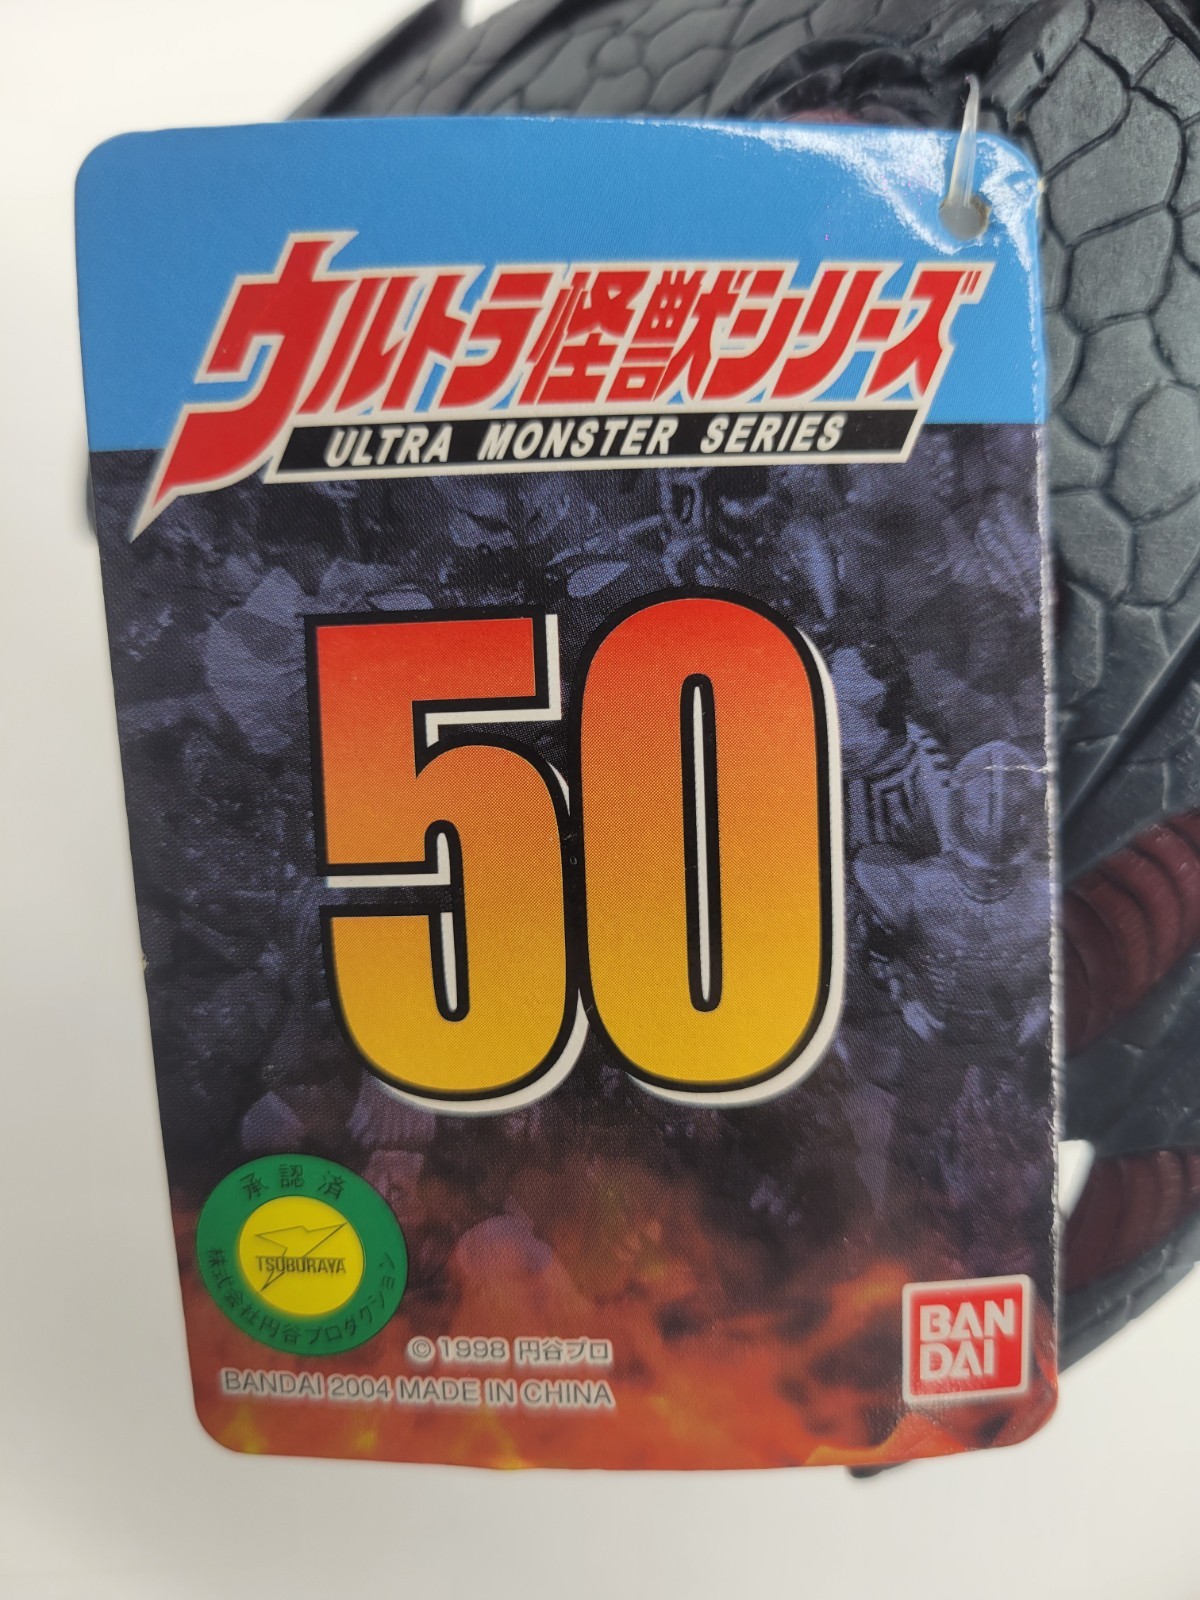 ウルトラ怪獣シリーズ
ULTRA MONSTER SERIES
50
承認済
TSUBURAYA
株式会社円谷プロダクション
© 1998 円谷プロ
BANDAI 2004 MADE IN CHINA
BAN
DAI